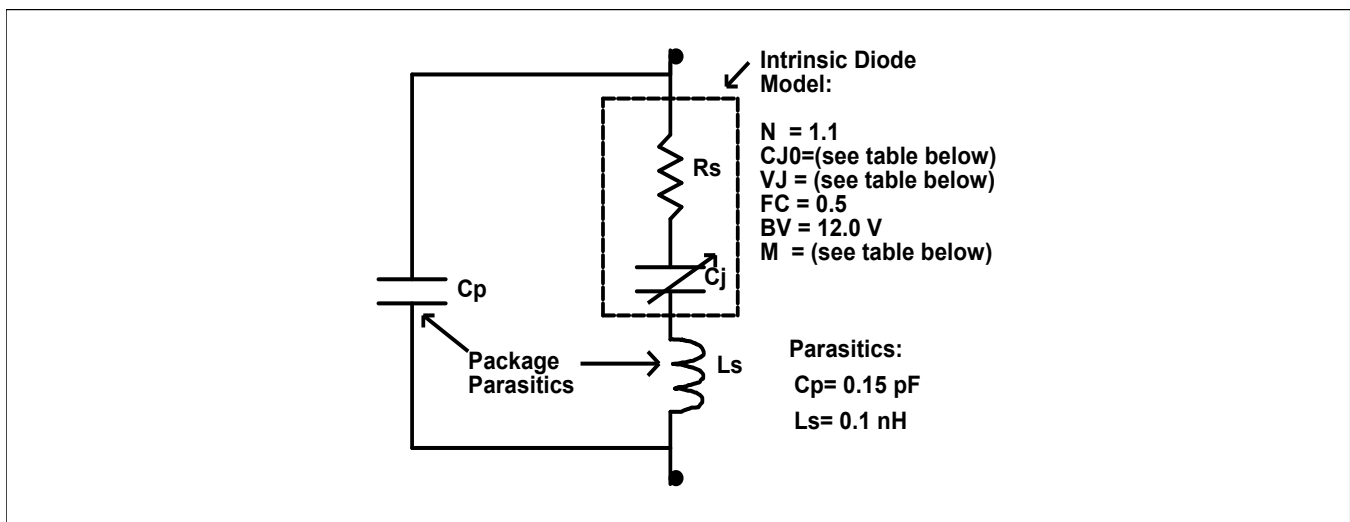 Intrinsic Diode
Model:
N = 1.1
CJ0=(see table below)
VJ = (see table below)
FC = 0.5
BV = 12.0 V
M = (see table below)
Rs
Cj
Cp
Package
Parasitics
Ls
Parasitics:
Cp= 0.15 pF
Ls= 0.1 nH